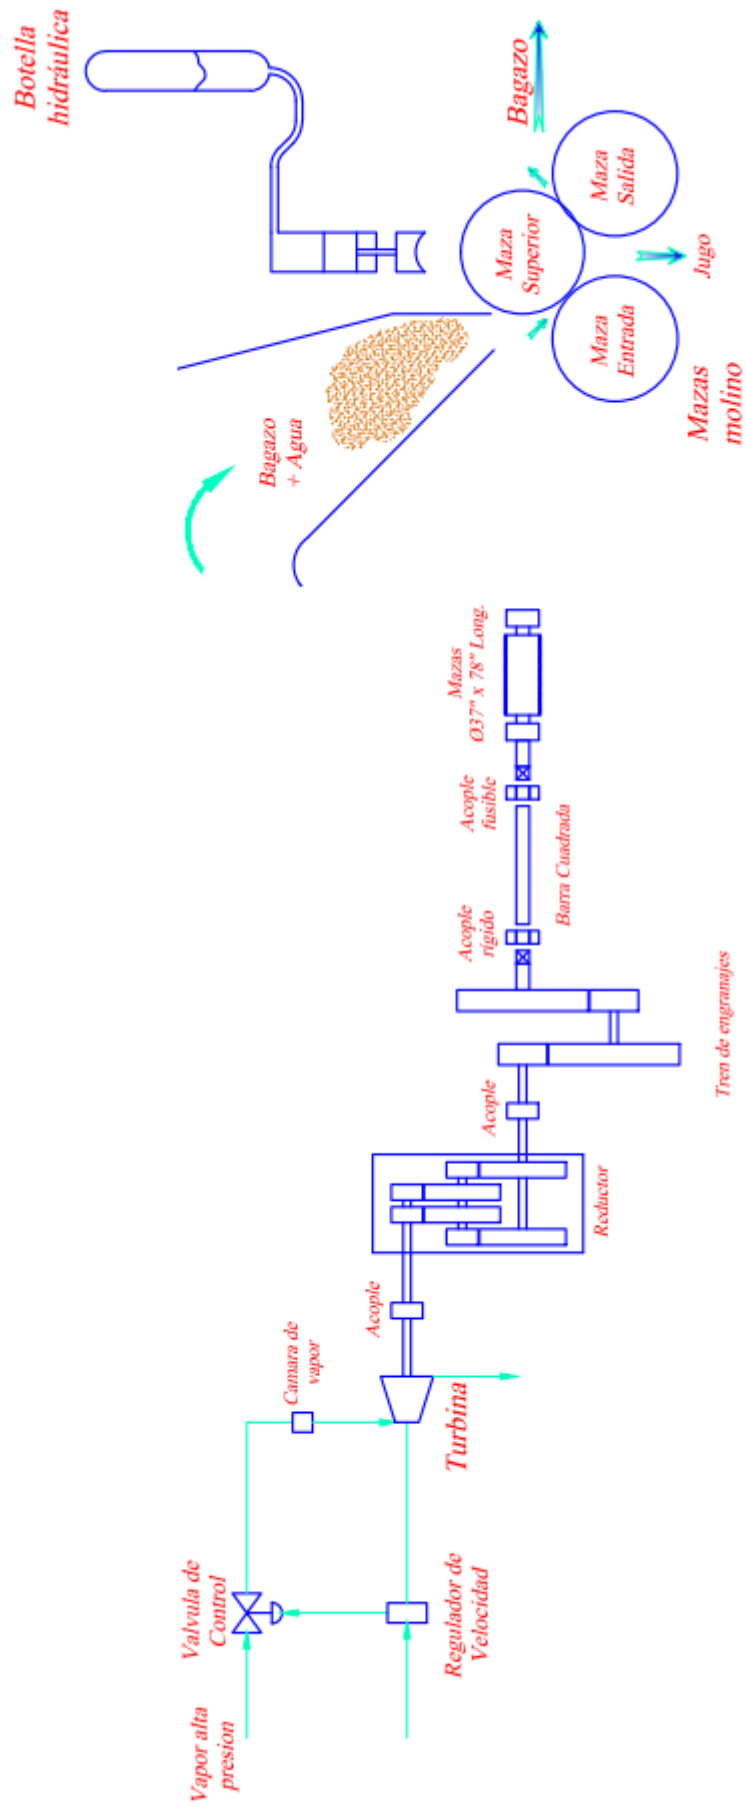 Vapor alta
presion
Valvula de
Control
Camara de
vapor
Regulador de
Velocidad
Turbina
Acople
Reductor
Acople
Tren de engranajes
Acople
rígido
Barra Cuadrada
Acople
fusible
Mazas
Ø37" x 78" Long.
Botella
hidráulica
Bagazo
+ Agua
Maza
Superior
Maza
Entrada
Maza
Salida
Bagazo
Jugo
Mazas
molino